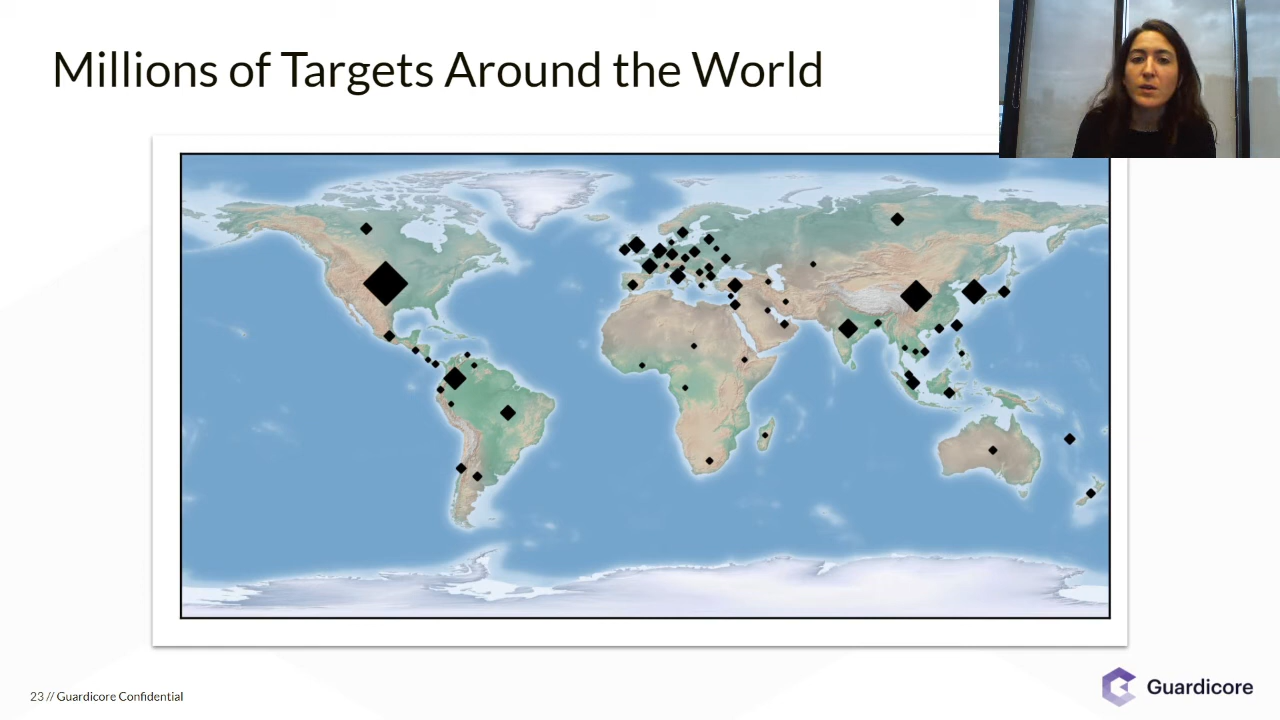 Millions of Targets Around the World
23 // Guardicore Confidential
Guardicore